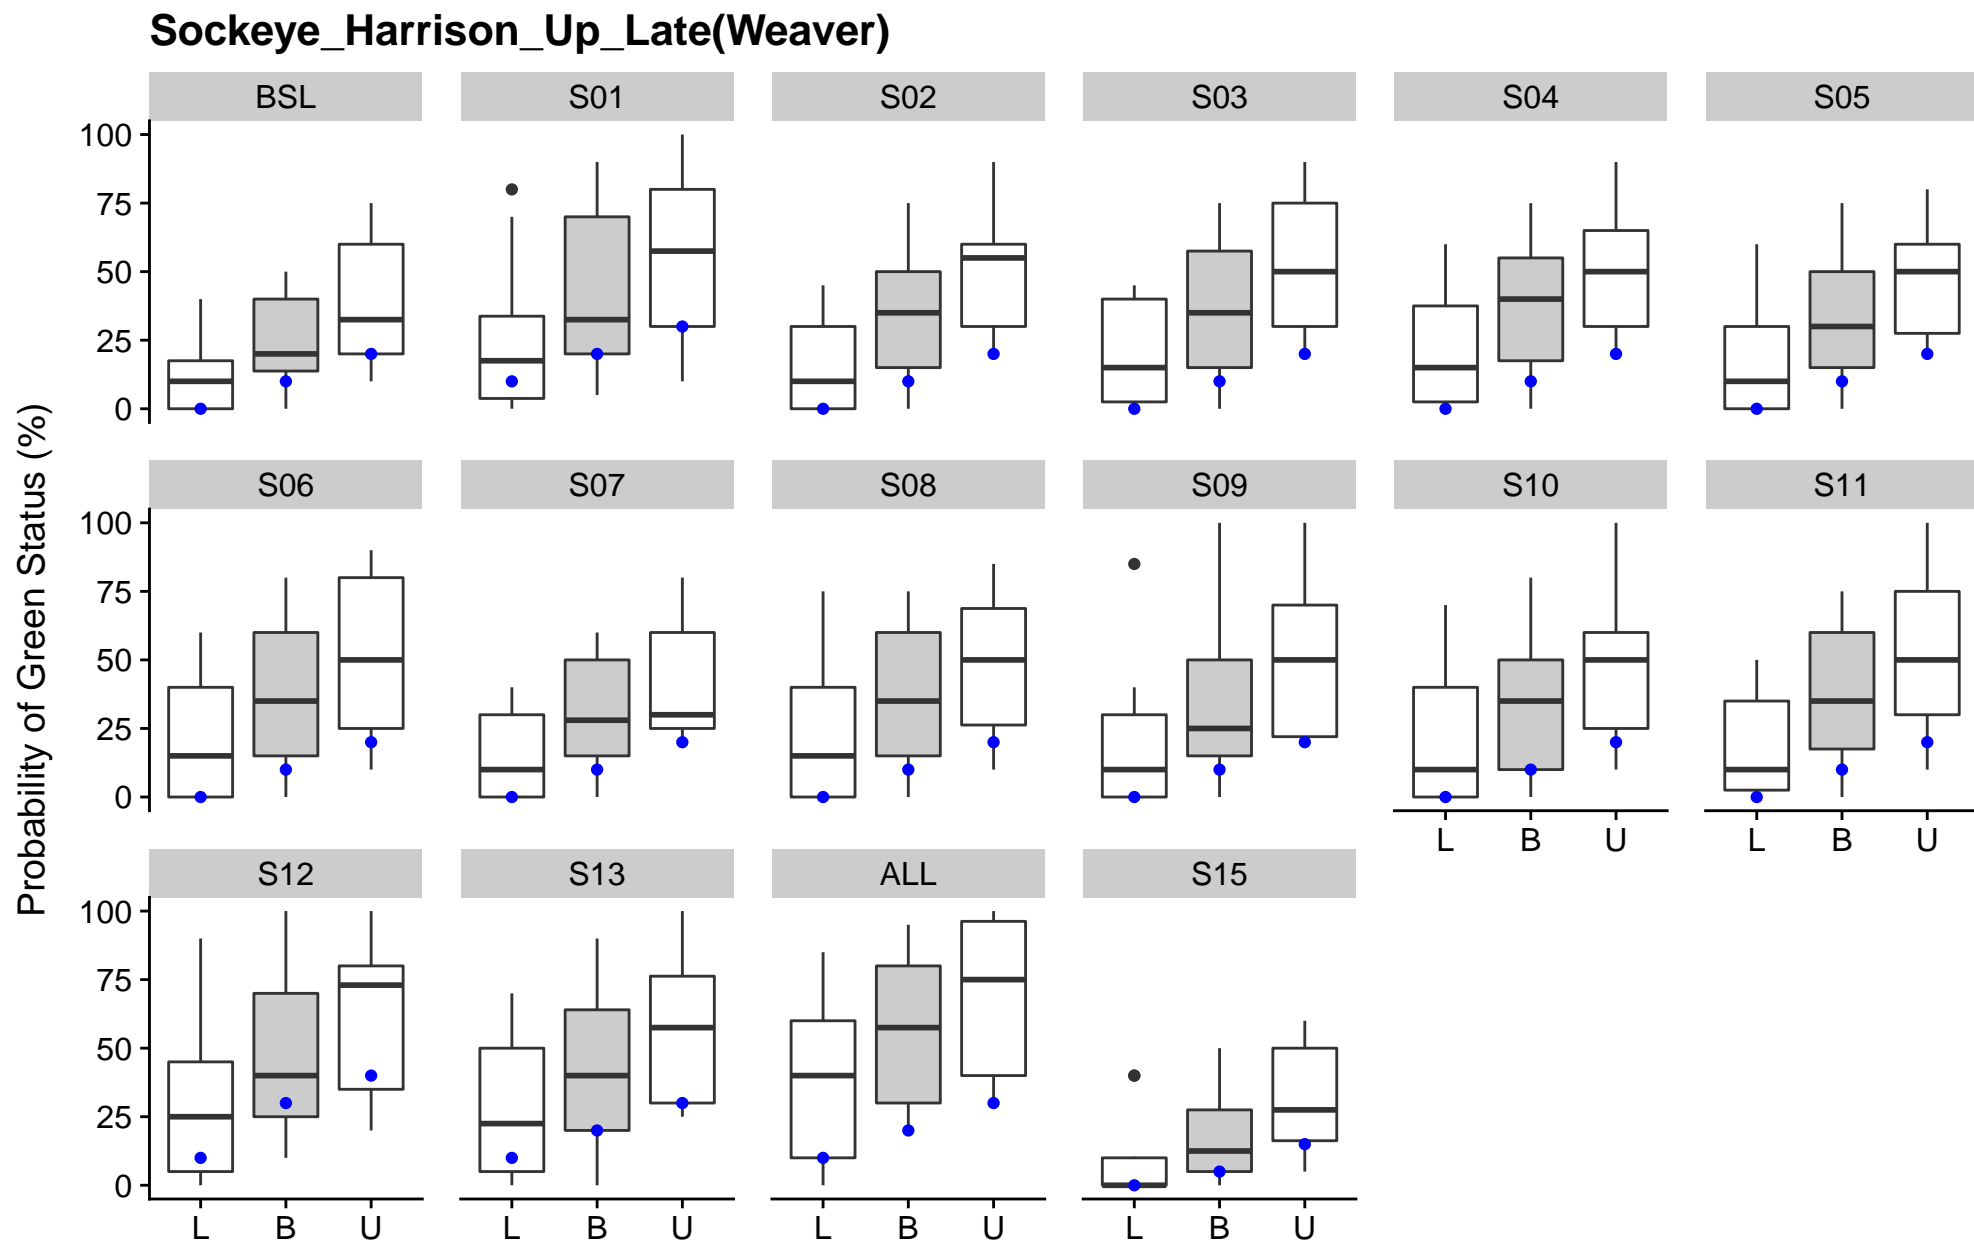 Sockeye_Harrison_Up_Late(Weaver)
BSL S01 S02 S03 S04 S05
100
75
50
25
0
S06 S07 S08 S09 S10 S11
100
75
50
25
0
L B U L B U
S12 S13 ALL S15
100
75
50
25
0
L B U L B U L B U L B U
Probability of Green Status (%)